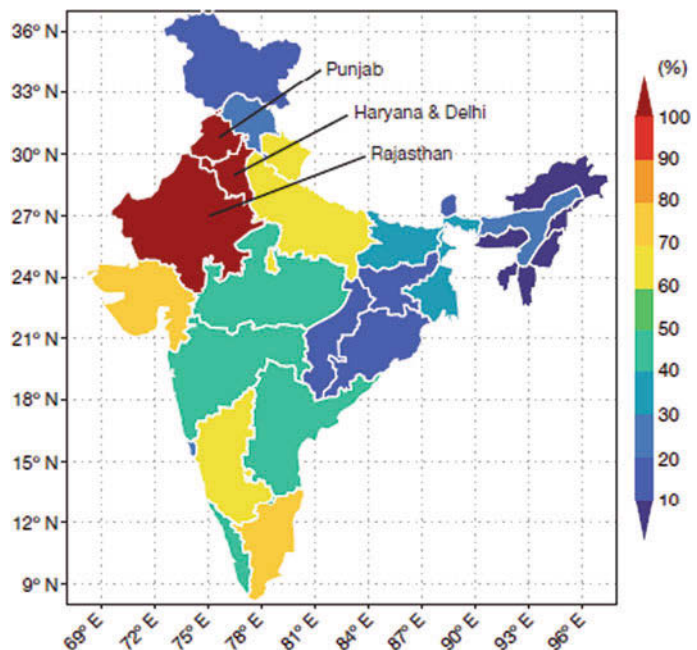 36° N
33° N
30° N
27° N
24° N
21° N
18° N
15° N
12° N
9° N
Punjab
Haryana & Delhi
Rajasthan
(%)
100
90
80
70
60
50
40
30
20
10
69° E
72° E
75° E
78° E
81° E
84° E
87° E
90° E
93° E
96° E